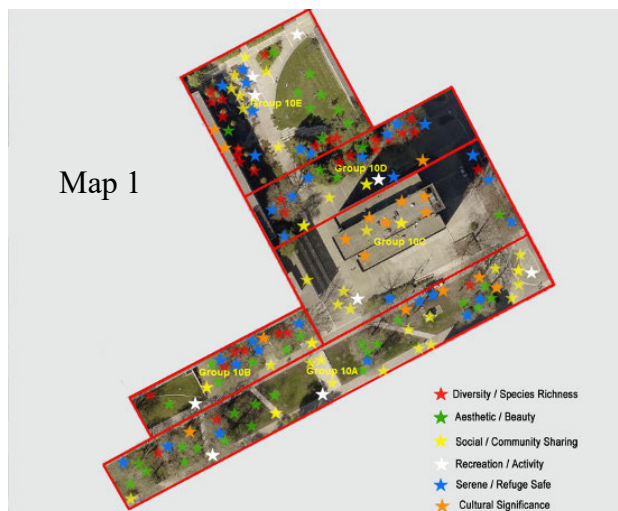 Group 10E
Group 10D
Map 1
Group 10C
Group 10B
Group 10A
Diversity / Species Richness
Aesthetic / Beauty
Social / Community Sharing
Recreation / Activity
Serene / Refuge Safe
Cultural Significance